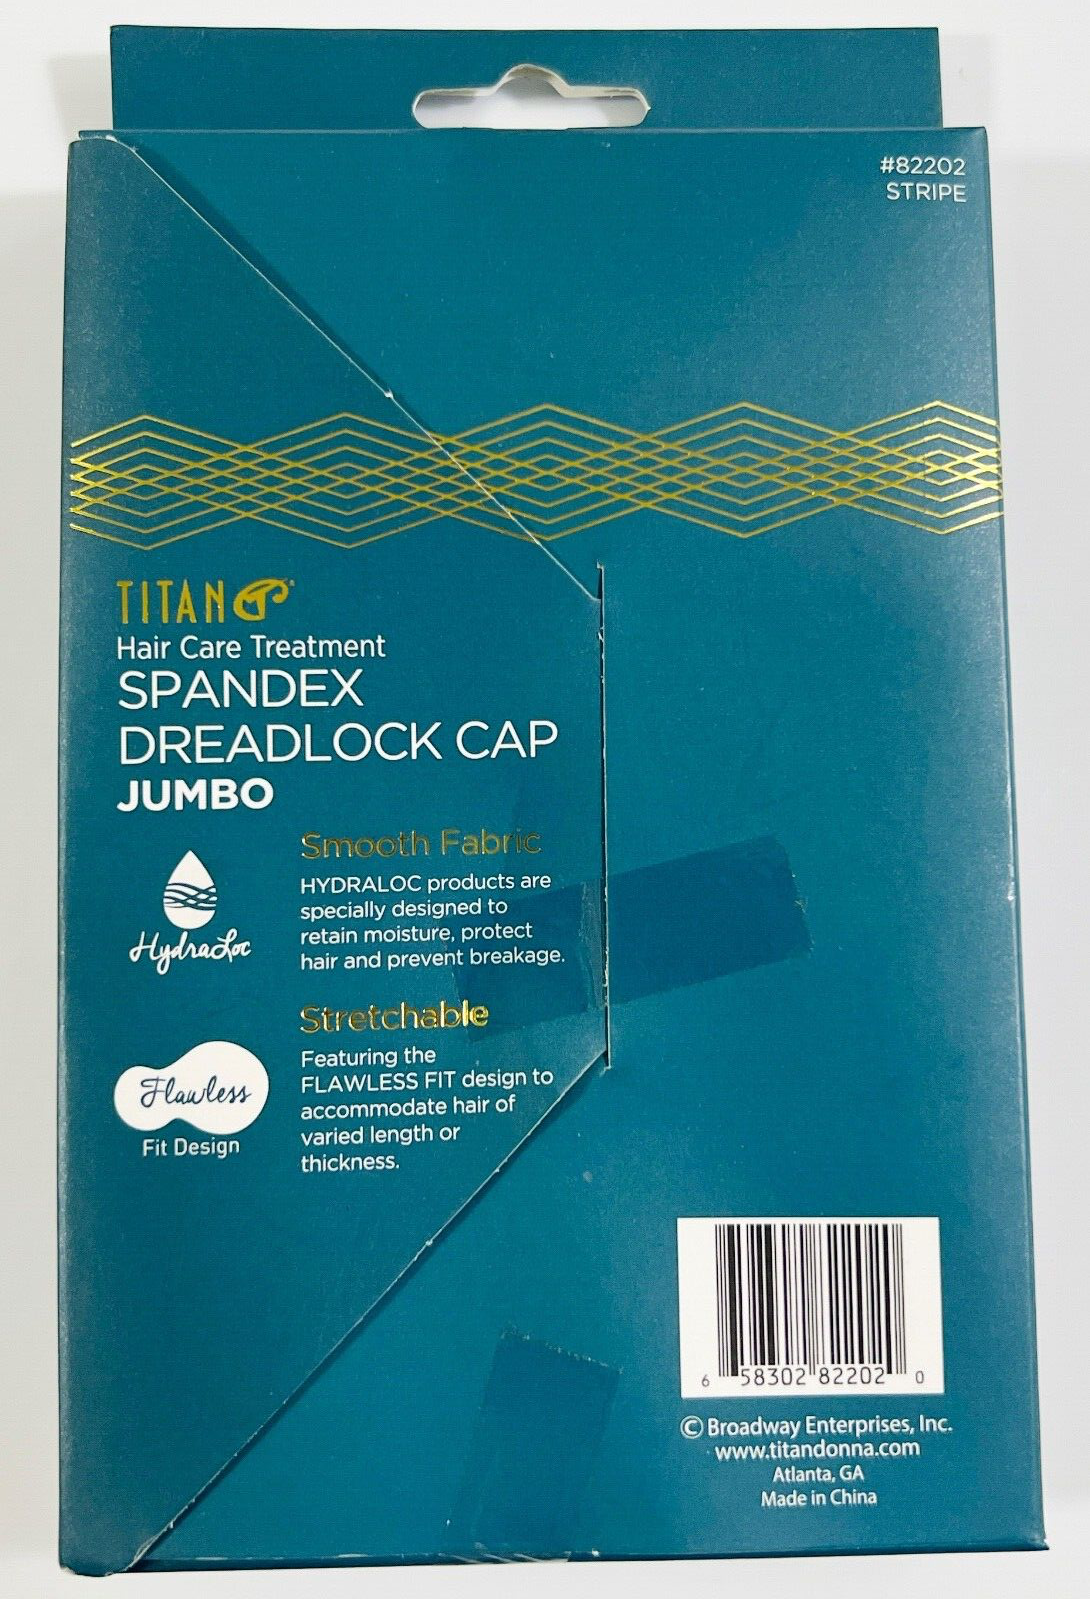 #82202
STRIPE
TITAN
Hair Care Treatment
SPANDEX
DREADLOCK CAP
JUMBO
Smooth Fabric
HYDRALOC products are
specially designed to
retain moisture, protect
hair and prevent breakage.
HydraLoc
Stretchable
Featuring the
FLAWLESS FIT design to
accommodate hair of
varied length or
thickness.
Flawless
Fit Design
6 58302 82202 0
© Broadway Enterprises, Inc.
www.titandonna.com
Atlanta, GA
Made in China